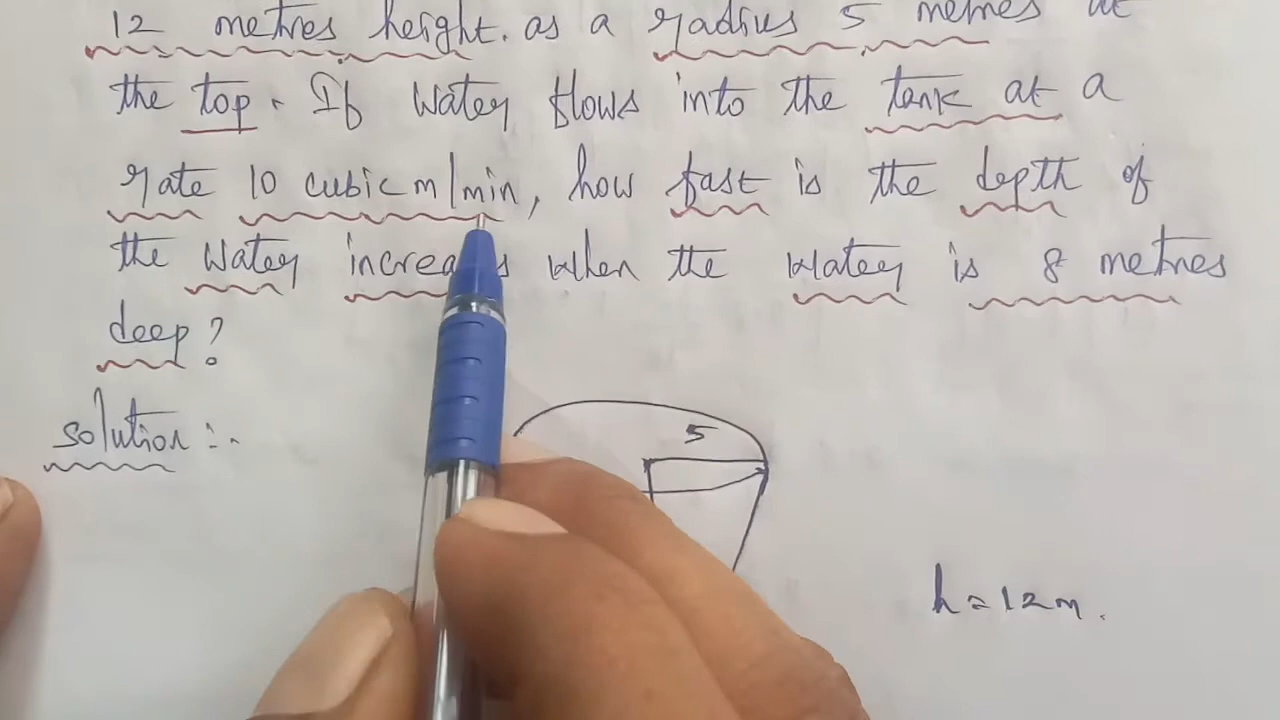 12 metres height. as a radius 5 metres at
the top. If Water flows into the tank at a
rate 10 cubic m/min, how fast is the depth of
the water increases when the water is 8 metres
deep?
solution :-
5
h = 12m.